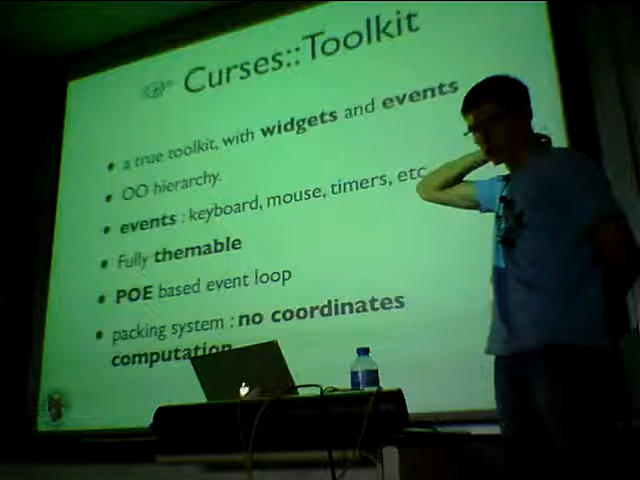 Curses::Toolkit
• a true toolkit, with widgets and events
• OO hierarchy.
• events : keyboard, mouse, timers, etc
• Fully themable
• POE based event loop
• packing system : no coordinates
computation